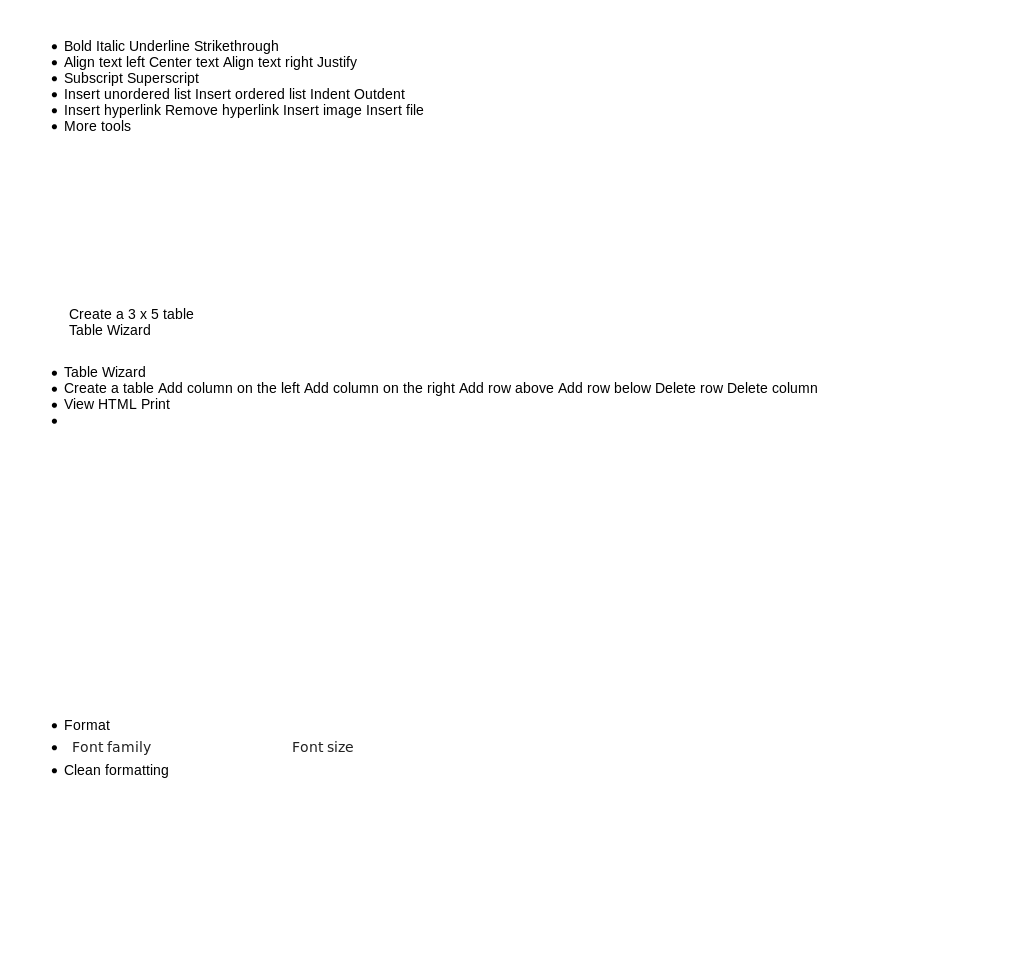 Bold Italic Underline Strikethrough
Align text left Center text Align text right Justify
Subscript Superscript
Insert unordered list Insert ordered list Indent Outdent
Insert hyperlink Remove hyperlink Insert image Insert file
More tools
Create a 3 x 5 table
Table Wizard
Table Wizard
Create a table Add column on the left Add column on the right Add row above Add row below Delete row Delete column
View HTML Print
Format
Font family Font size
Clean formatting